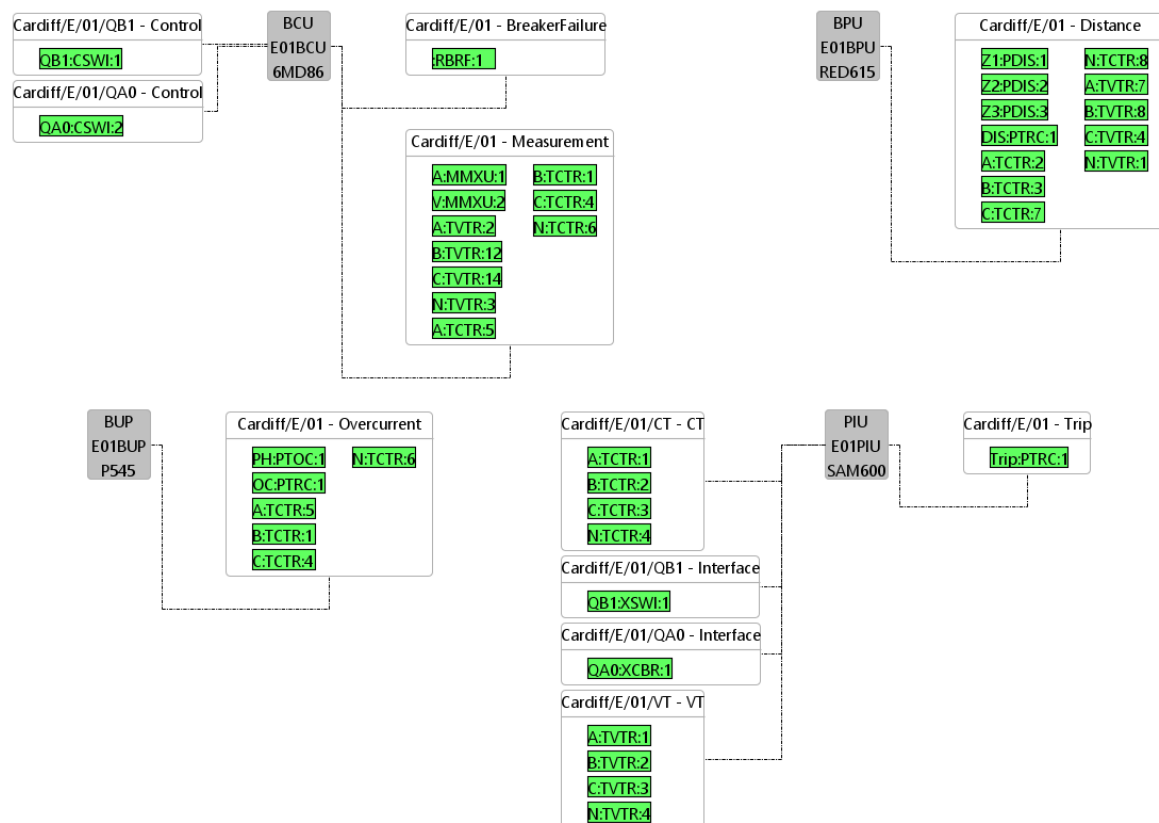 Cardiff/E/01/QB1 - Control
QB1:CSWI:1
Cardiff/E/01/QA0 - Control
QA0:CSWI:2
BCU
E01BCU
6MD86
Cardiff/E/01 - BreakerFailure
:RBRF:1
Cardiff/E/01 - Measurement
A:MMXU:1
V:MMXU:2
A:TVTR:2
B:TVTR:12
C:TVTR:14
N:TVTR:3
A:TCTR:5
B:TCTR:1
C:TCTR:4
N:TCTR:6
BPU
E01BPU
RED615
Cardiff/E/01 - Distance
Z1:PDIS:1
Z2:PDIS:2
Z3:PDIS:3
DIS:PTRC:1
A:TCTR:2
B:TCTR:3
C:TCTR:7
N:TCTR:8
A:TVTR:7
B:TVTR:8
C:TVTR:4
N:TVTR:1
BUP
E01BUP
P545
Cardiff/E/01 - Overcurrent
PH:PTOC:1
OC:PTRC:1
A:TCTR:5
B:TCTR:1
C:TCTR:4
N:TCTR:6
Cardiff/E/01/CT - CT
A:TCTR:1
B:TCTR:2
C:TCTR:3
N:TCTR:4
Cardiff/E/01/QB1 - Interface
QB1:XSWI:1
Cardiff/E/01/QA0 - Interface
QA0:XCBR:1
Cardiff/E/01/VT - VT
A:TVTR:1
B:TVTR:2
C:TVTR:3
N:TVTR:4
PIU
E01PIU
SAM600
Cardiff/E/01 - Trip
Trip:PTRC:1